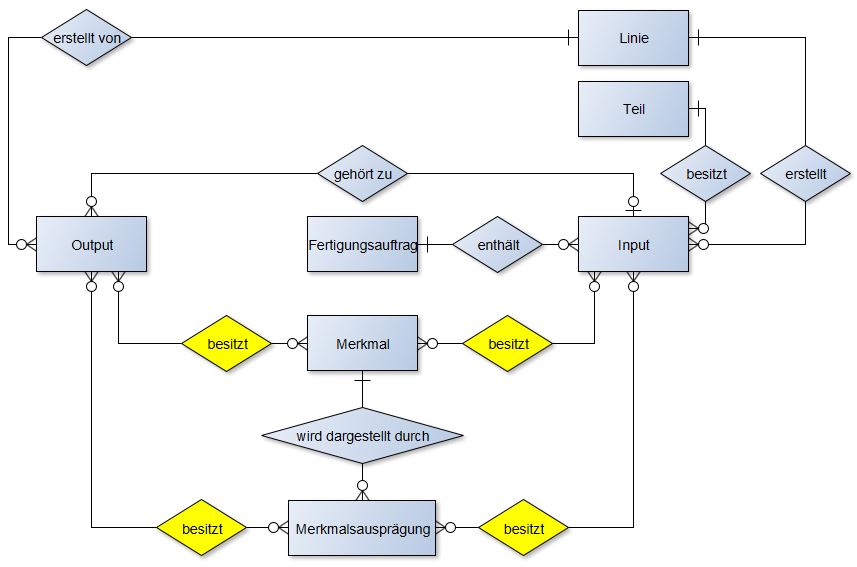 erstellt von
Linie
Teil
gehört zu
besitzt
erstellt
Output
Fertigungsauftrag
enthält
Input
besitzt
Merkmal
besitzt
wird dargestellt durch
besitzt
Merkmalsausprägung
besitzt